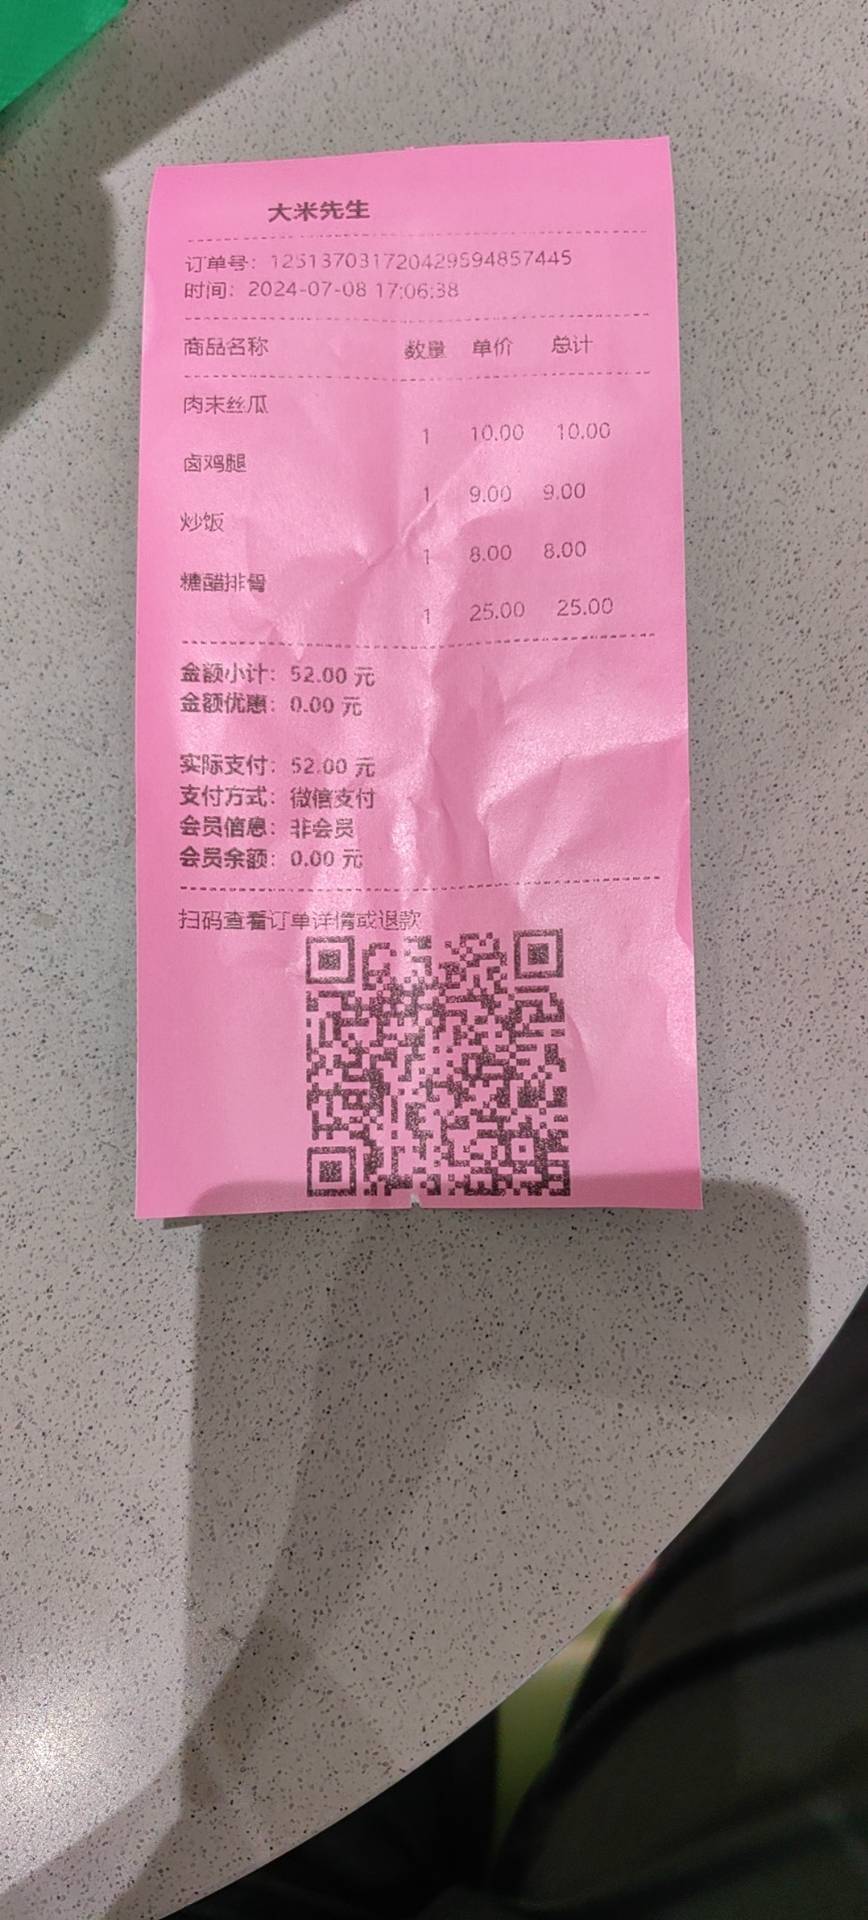 大米先生
订单号: 1251370317204295948​57445
时间: 2024-07-08 17:06:38
商品名称 数量 单价 总计
肉末丝瓜
1 10.00 10.00
卤鸡腿
1 9.00 9.00
炒饭
1 8.00 8.00
糖醋排骨
1 25.00 25.00
金额小计: 52.00 元
金额优惠: 0.00 元
实际支付: 52.00 元
支付方式: 微信支付
会员信息: 非会员
会员余额: 0.00 元
扫码查看订单详情或退款